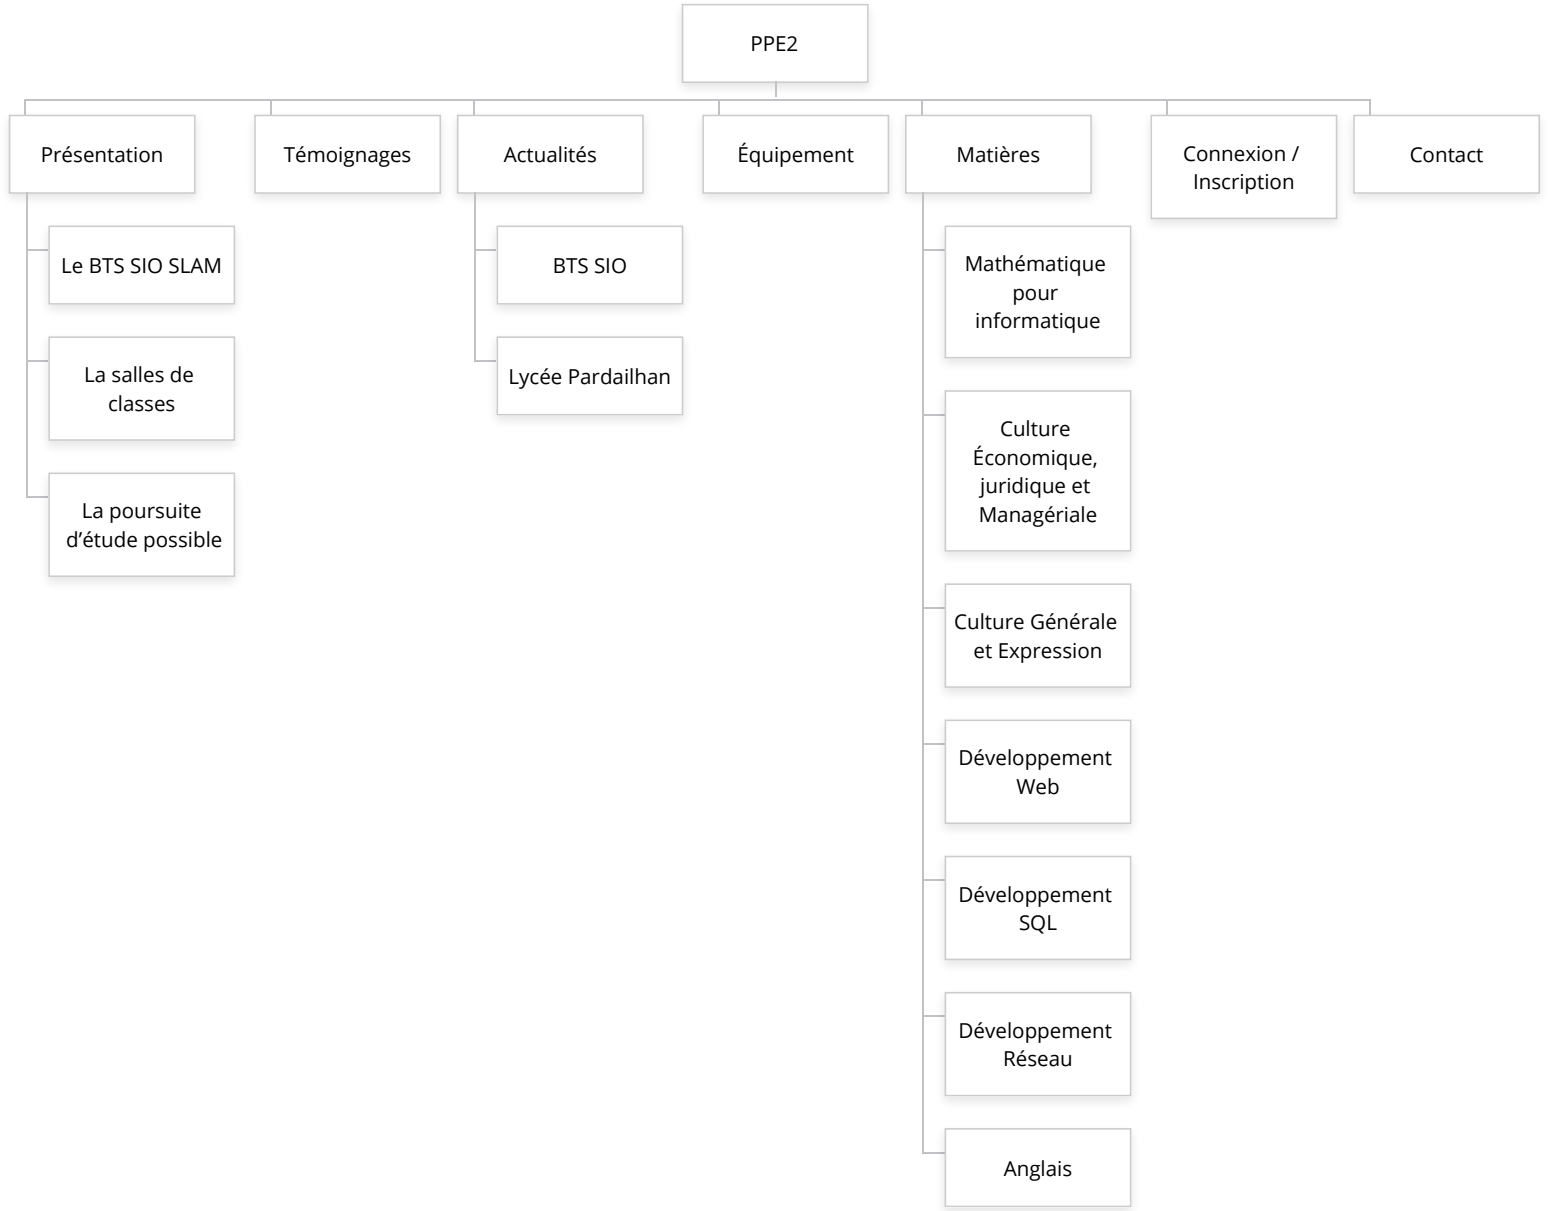 PPE2
Présentation
Témoignages
Actualités
Équipement
Matières
Connexion /
Inscription
Contact
Le BTS SIO SLAM
La salles de
classes
La poursuite
d’étude possible
BTS SIO
Lycée Pardailhan
Mathématique
pour
informatique
Culture
Économique,
juridique et
Managériale
Culture Générale
et Expression
Développement
Web
Développement
SQL
Développement
Réseau
Anglais